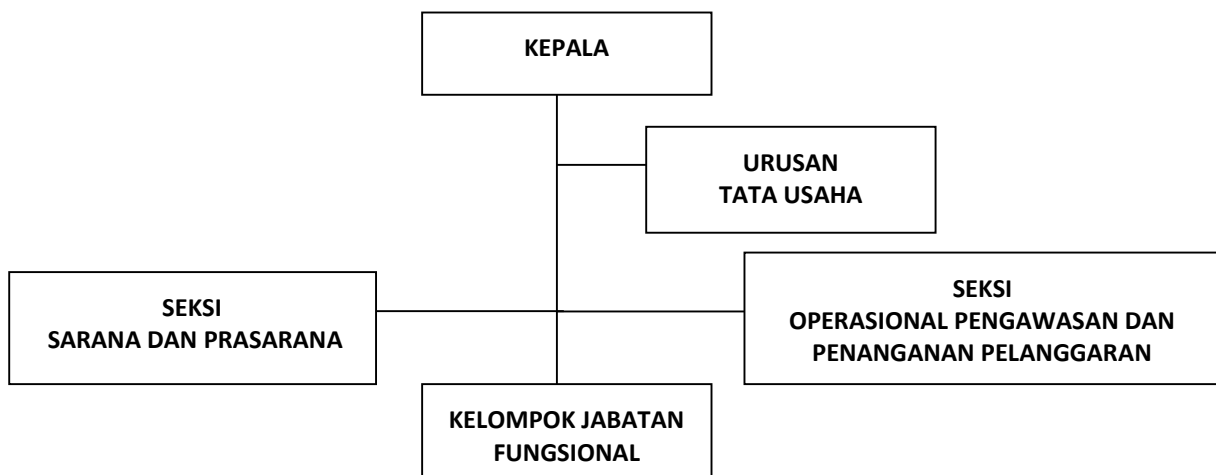 KEPALA
URUSAN
TATA USAHA
SEKSI
SARANA DAN PRASARANA
SEKSI
OPERASIONAL PENGAWASAN DAN
PENANGANAN PELANGGARAN
KELOMPOK JABATAN
FUNGSIONAL